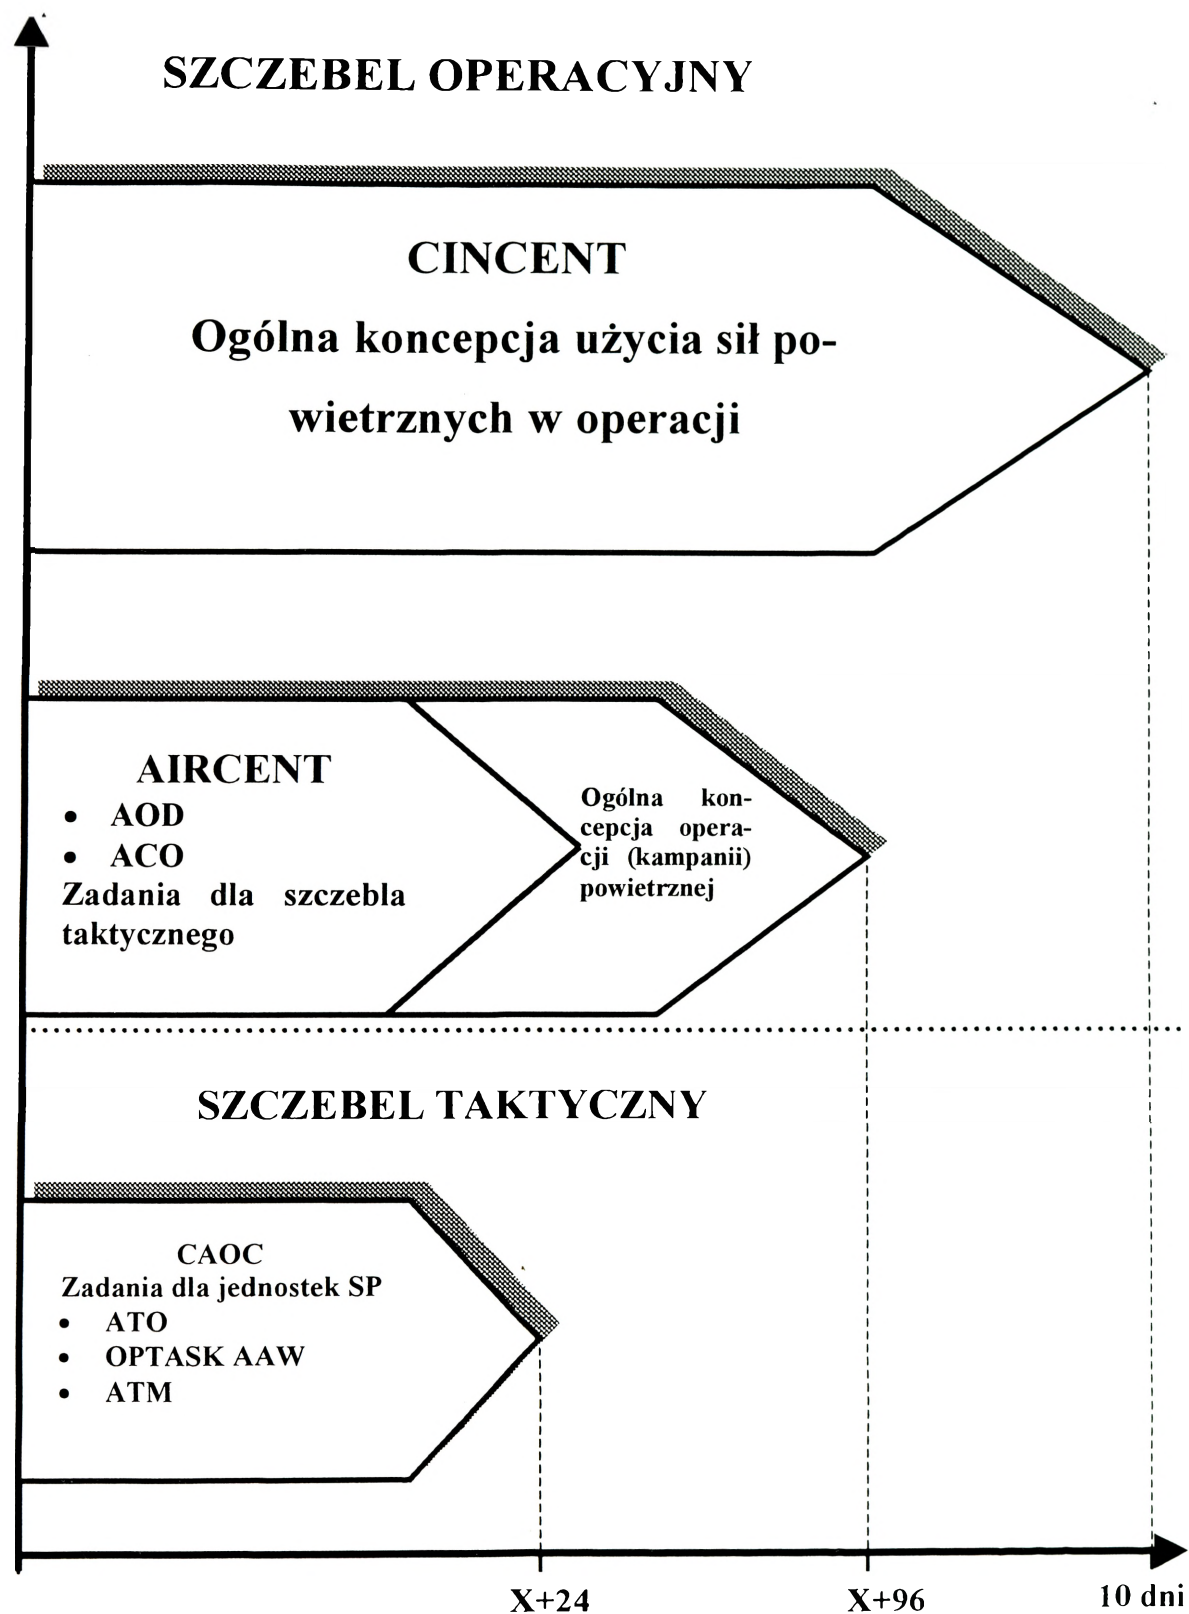 SZCZEBEL OPERACYJNY
CINCENT
Ogólna koncepcja użycia sił po-
wietrznych w operacji
AIRCENT
• AOD
• ACO
Zadania dla szczebla
taktycznego
Ogólna kon-
cepcja opera-
cji (kampanii)
powietrznej
SZCZEBEL TAKTYCZNY
CAOC
Zadania dla jednostek SP
• ATO
• OPTASK AAW
• ATM
X+24
X+96
10 dni